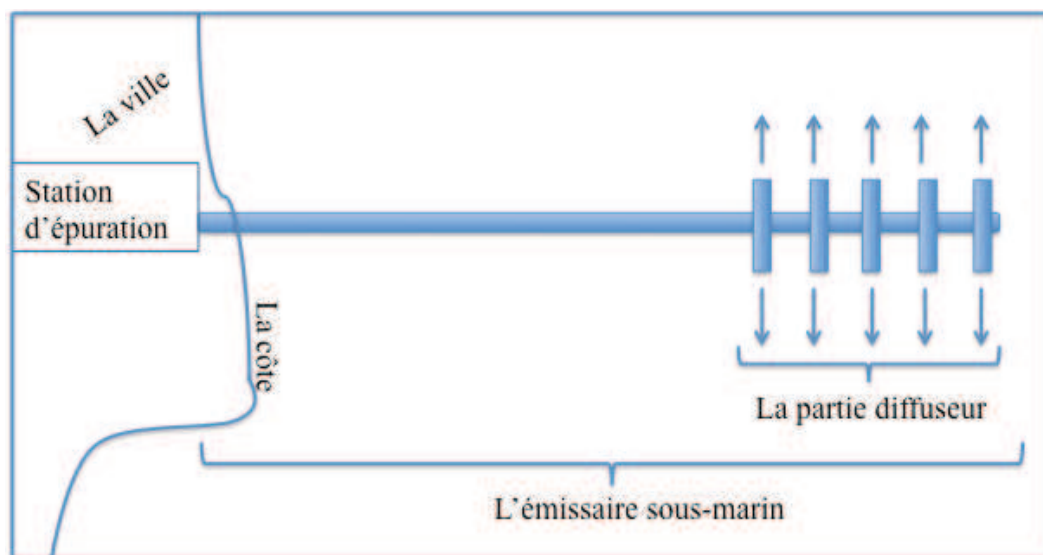 La ville
Station
d'épuration
La côte
La partie diffuseur
L'émissaire sous-marin